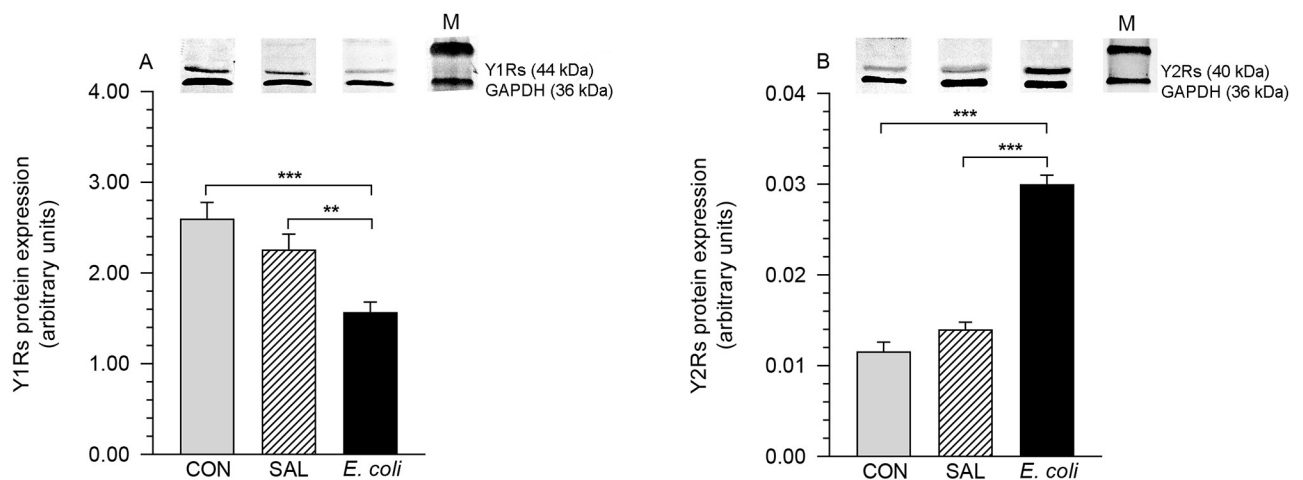 M
A
Y1Rs (44 kDa)
GAPDH (36 kDa)
4.00
3.00
2.00
1.00
0.00
Y1Rs protein expression
(arbitrary units)
***
**
CON
SAL
E. coli
M
B
Y2Rs (40 kDa)
GAPDH (36 kDa)
0.04
0.03
0.02
0.01
0.00
Y2Rs protein expression
(arbitrary units)
***
***
CON
SAL
E. coli